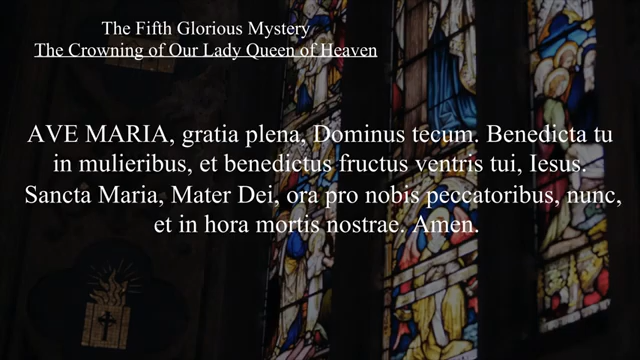 The Fifth Glorious Mystery
The Crowning of Our Lady Queen of Heaven
AVE MARIA, gratia plena, Dominus tecum. Benedicta tu
in mulieribus, et benedictus fructus ventris tui, Iesus.
Sancta Maria, Mater Dei, ora pro nobis peccatoribus, nunc,
et in hora mortis nostrae. Amen.